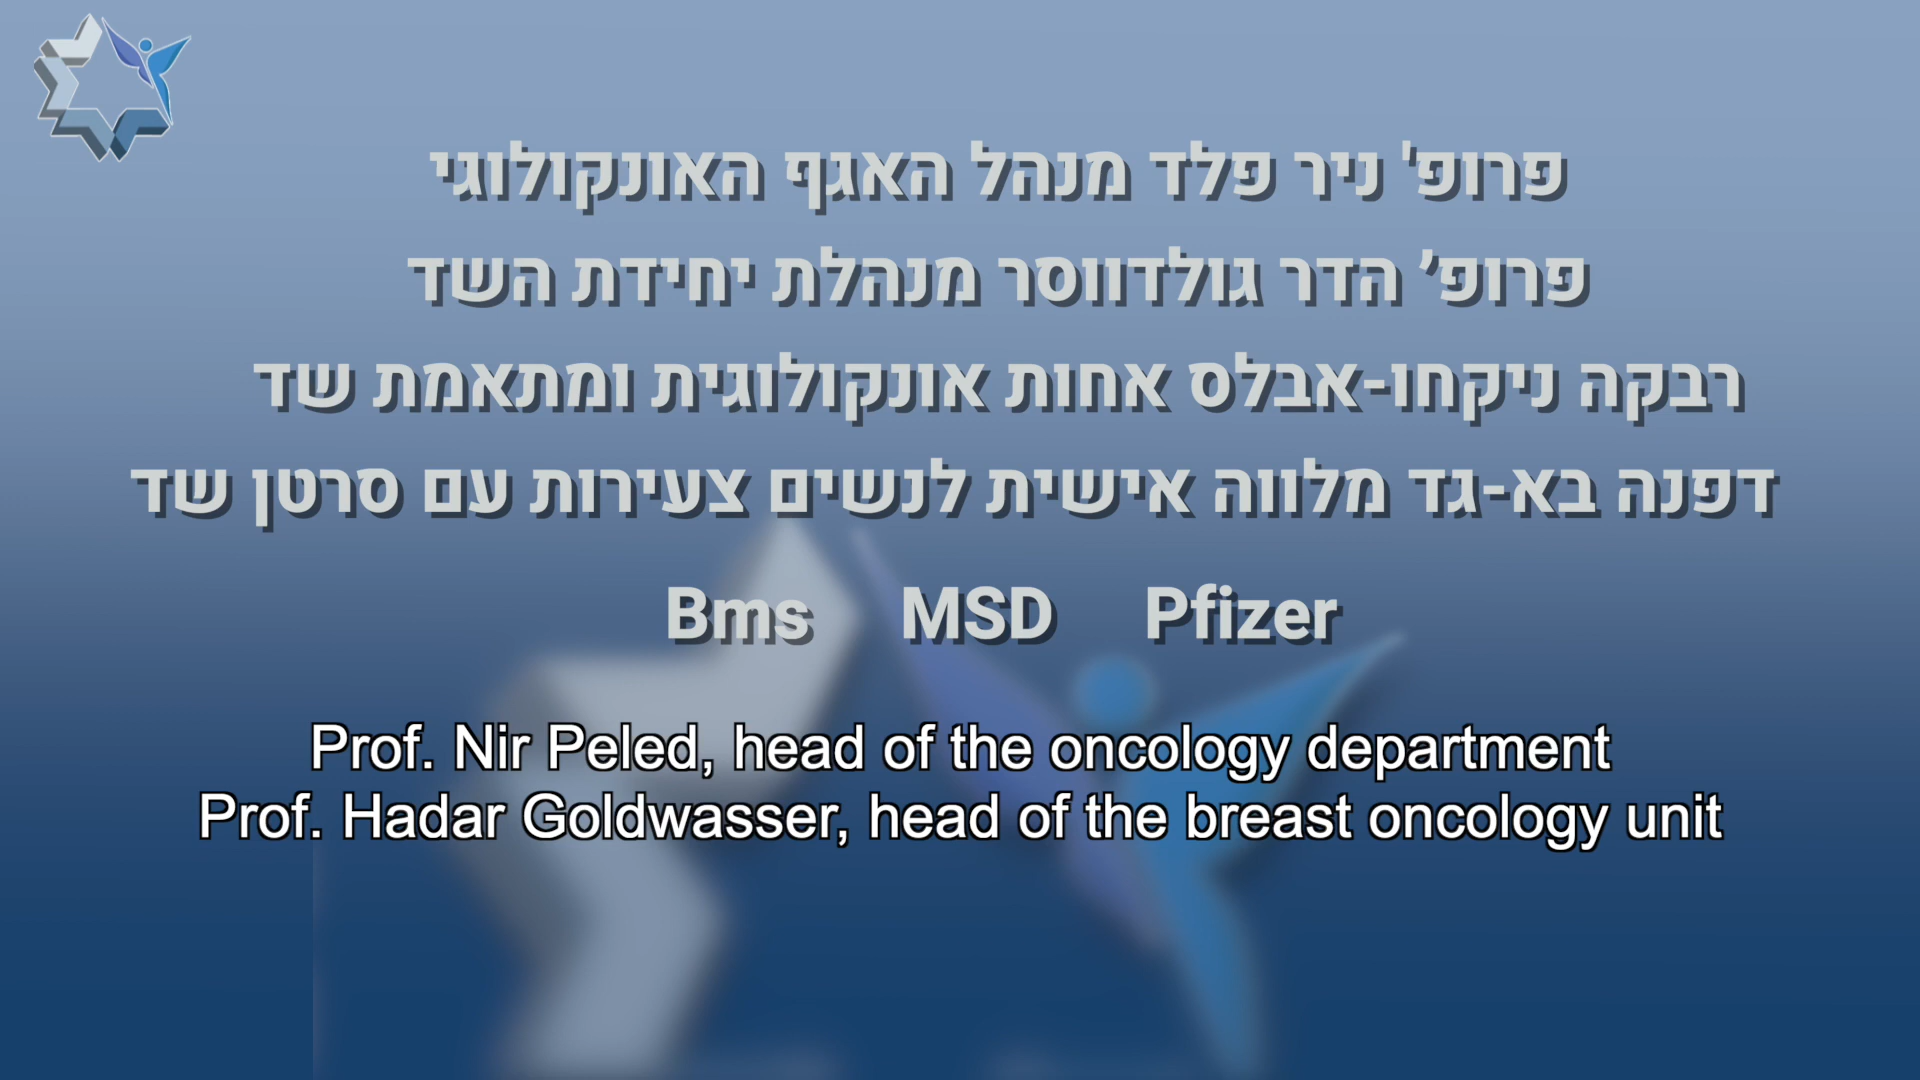 פרופ' ניר פלד מנהל האגף האונקולוגי
פרופ׳ הדר גולדווסר מנהלת יחידת השד
רבקה ניקחו-אבלס אחות אונקולוגית ומתאמת שד
דפנה בא-גד מלווה אישית לנשים צעירות עם סרטן שד
Bms MSD Pfizer
Prof. Nir Peled, head of the oncology department
Prof. Hadar Goldwasser, head of the breast oncology unit